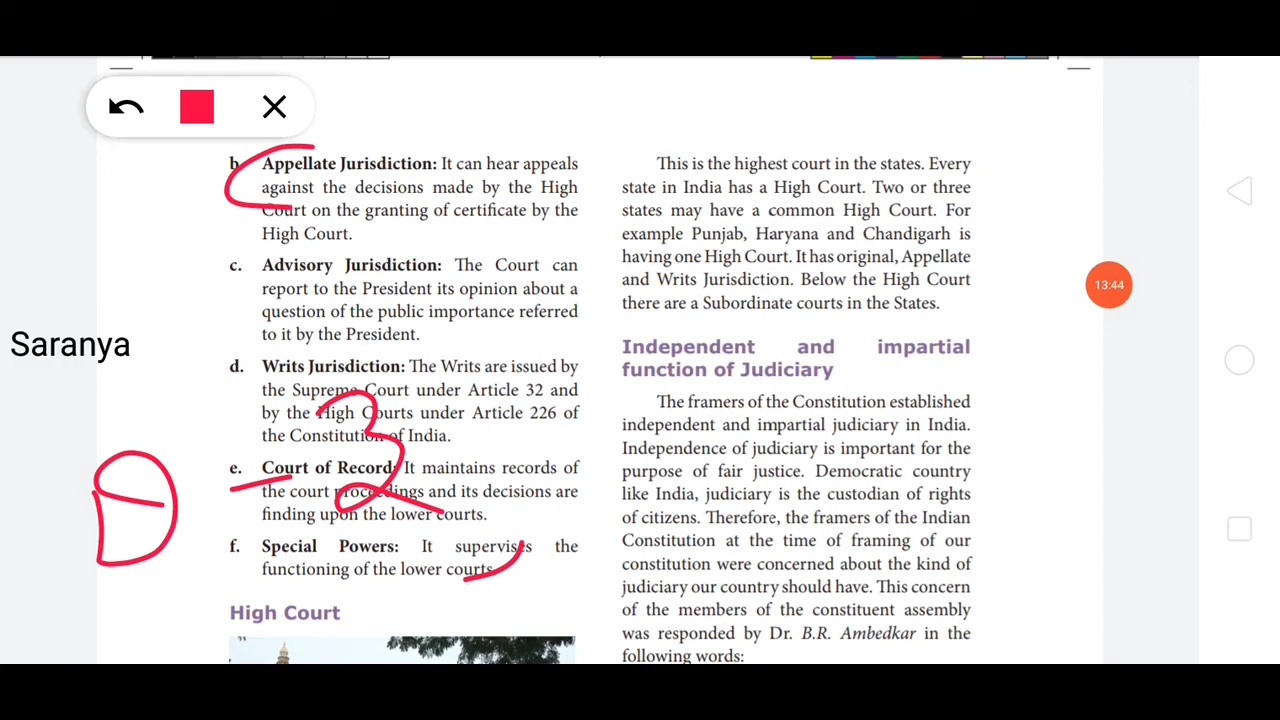 b. Appellate Jurisdiction: It can hear appeals
against the decisions made by the High
Court on the granting of certificate by the
High Court.
c. Advisory Jurisdiction: The Court can
report to the President its opinion about a
question of the public importance referred
to it by the President.
Saranya
d. Writs Jurisdiction: The Writs are issued by
the Supreme Court under Article 32 and
by the High Courts under Article 226 of
the Constitution of India.
e. Court of Record: It maintains records of
the court proceedings and its decisions are
finding upon the lower courts.
f. Special Powers: It supervises the
functioning of the lower courts.
High Court
This is the highest court in the states. Every
state in India has a High Court. Two or three
states may have a common High Court. For
example Punjab, Haryana and Chandigarh is
having one High Court. It has original, Appellate
and Writs Jurisdiction. Below the High Court
there are a Subordinate courts in the States.
Independent and impartial
function of Judiciary
The framers of the Constitution established
independent and impartial judiciary in India.
Independence of judiciary is important for the
purpose of fair justice. Democratic country
like India, judiciary is the custodian of rights
of citizens. Therefore, the framers of the Indian
Constitution at the time of framing of our
constitution were concerned about the kind of
judiciary our country should have. This concern
of the members of the constituent assembly
was responded by Dr. B.R. Ambedkar in the
following words:
13:44